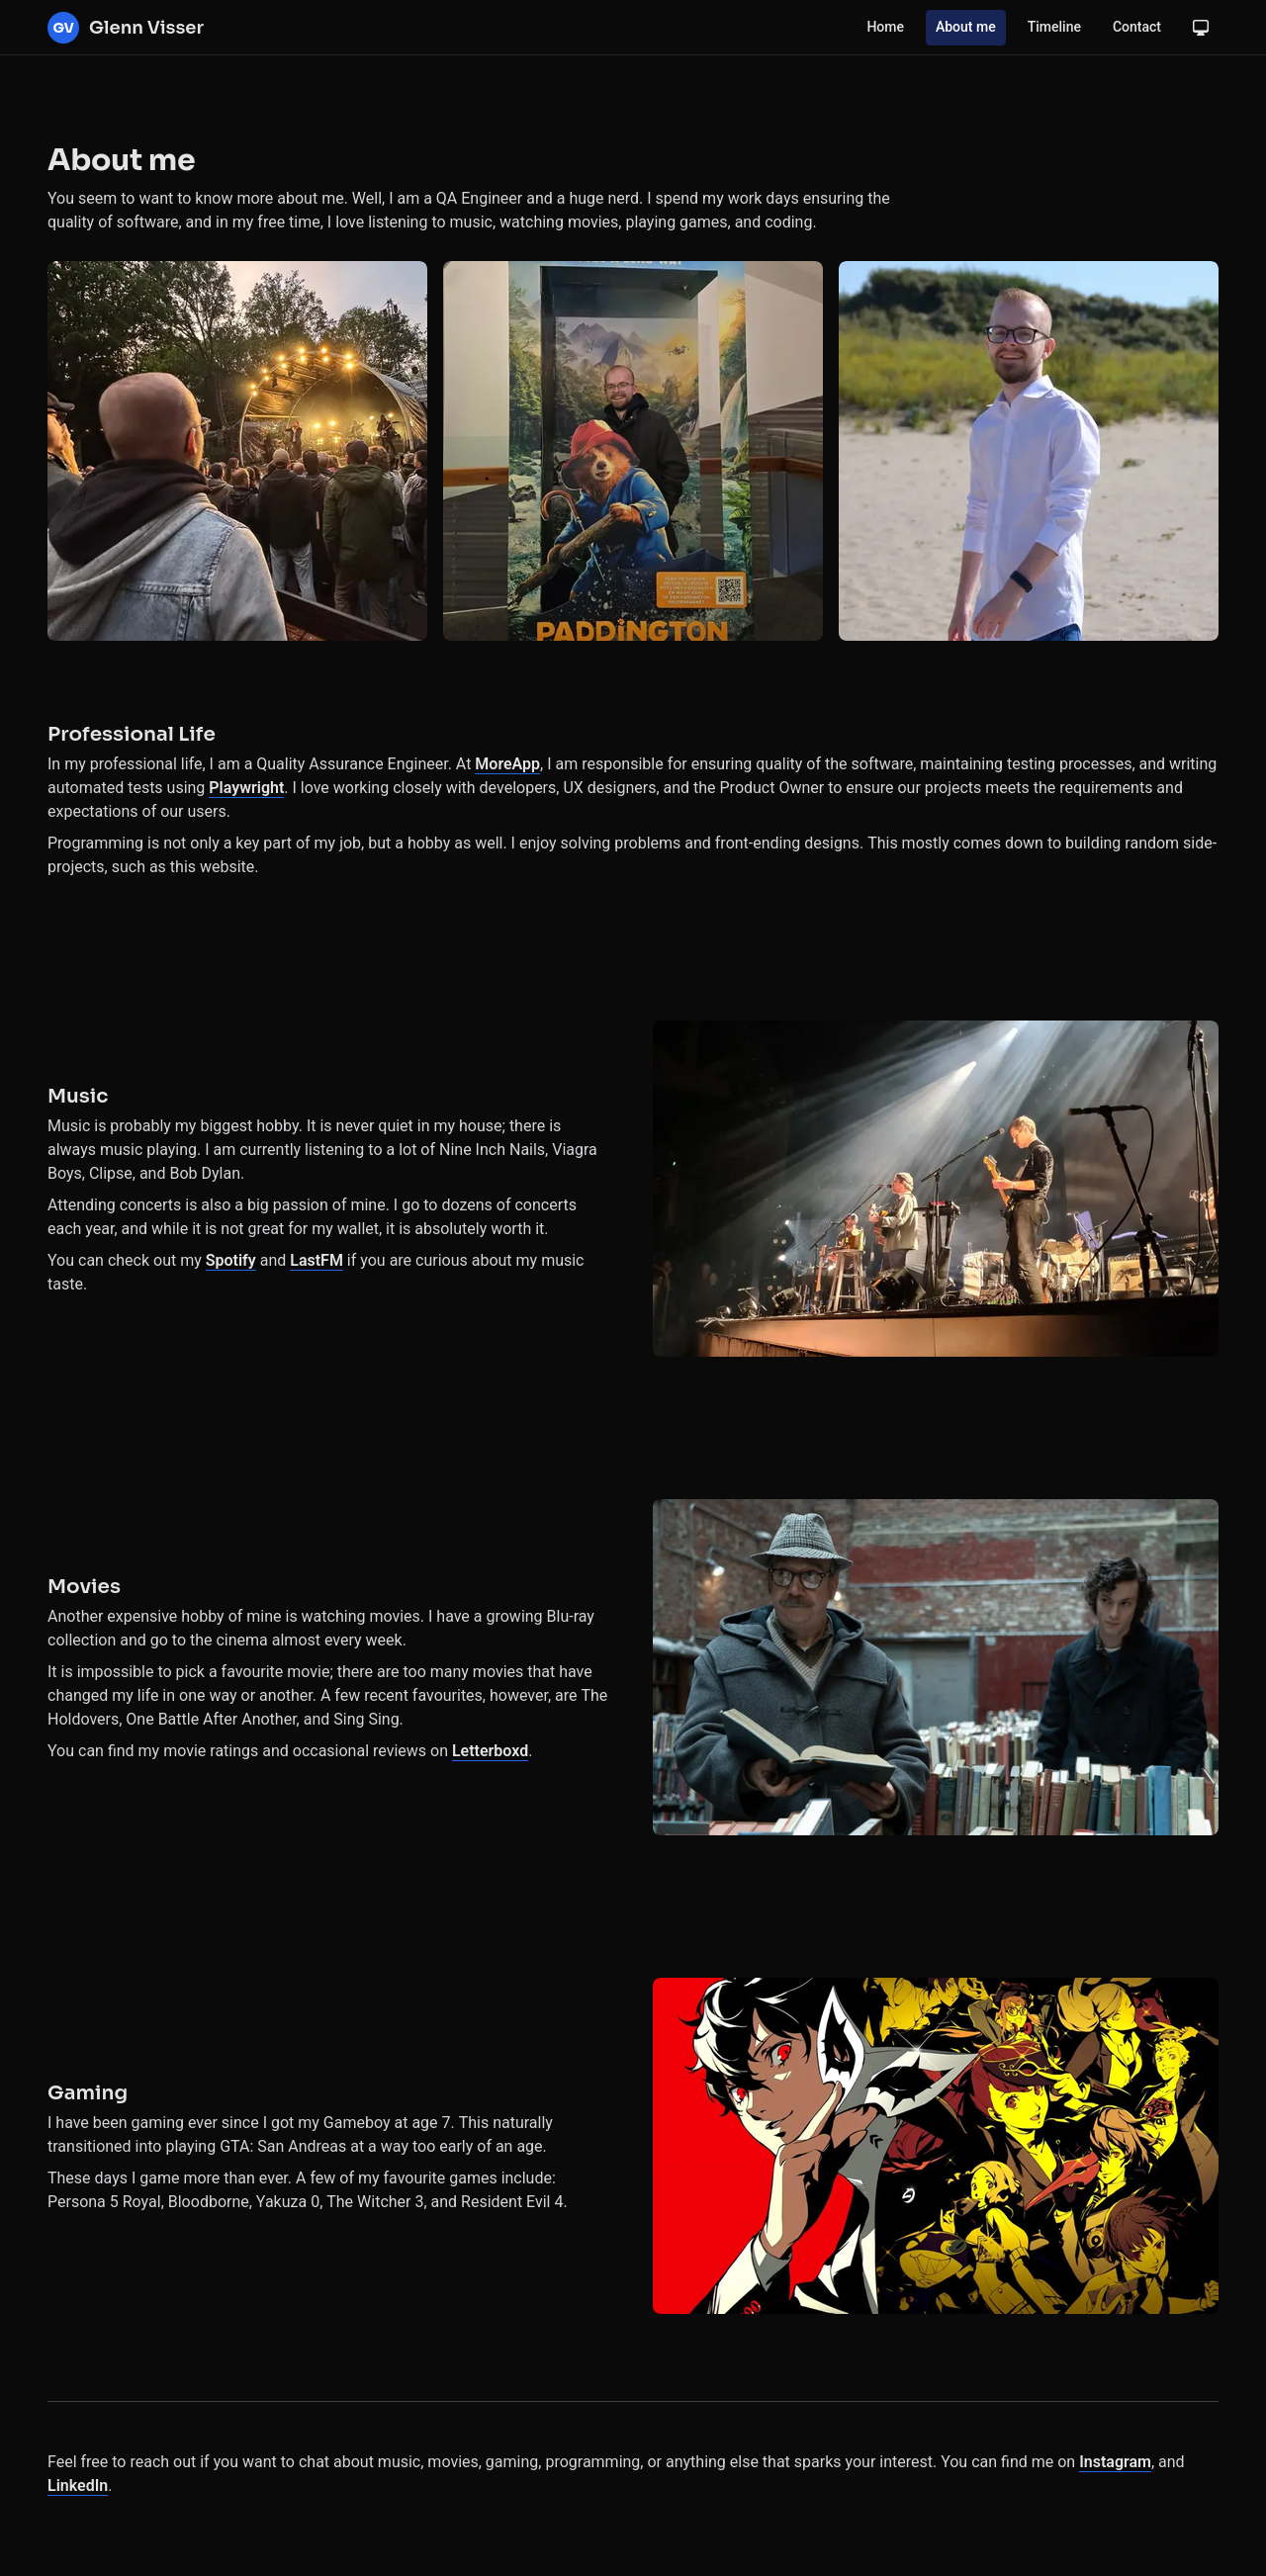 GV Glenn Visser
Home
About me
Timeline
Contact
About me
You seem to want to know more about me. Well, I am a QA Engineer and a huge nerd. I spend my work days ensuring the
quality of software, and in my free time, I love listening to music, watching movies, playing games, and coding.
PADDINGTON
Professional Life
In my professional life, I am a Quality Assurance Engineer. At MoreApp, I am responsible for ensuring quality of the software, maintaining testing processes, and writing
automated tests using Playwright. I love working closely with developers, UX designers, and the Product Owner to ensure our projects meets the requirements and
expectations of our users.
Programming is not only a key part of my job, but a hobby as well. I enjoy solving problems and front-ending designs. This mostly comes down to building random side-
projects, such as this website.
Music
Music is probably my biggest hobby. It is never quiet in my house; there is
always music playing. I am currently listening to a lot of Nine Inch Nails, Viagra
Boys, Clipse, and Bob Dylan.
Attending concerts is also a big passion of mine. I go to dozens of concerts
each year, and while it is not great for my wallet, it is absolutely worth it.
You can check out my Spotify and LastFM if you are curious about my music
taste.
Movies
Another expensive hobby of mine is watching movies. I have a growing Blu-ray
collection and go to the cinema almost every week.
It is impossible to pick a favourite movie; there are too many movies that have
changed my life in one way or another. A few recent favourites, however, are The
Holdovers, One Battle After Another, and Sing Sing.
You can find my movie ratings and occasional reviews on Letterboxd.
Gaming
I have been gaming ever since I got my Gameboy at age 7. This naturally
transitioned into playing GTA: San Andreas at a way too early of an age.
These days I game more than ever. A few of my favourite games include:
Persona 5 Royal, Bloodborne, Yakuza 0, The Witcher 3, and Resident Evil 4.
Feel free to reach out if you want to chat about music, movies, gaming, programming, or anything else that sparks your interest. You can find me on Instagram, and
LinkedIn.